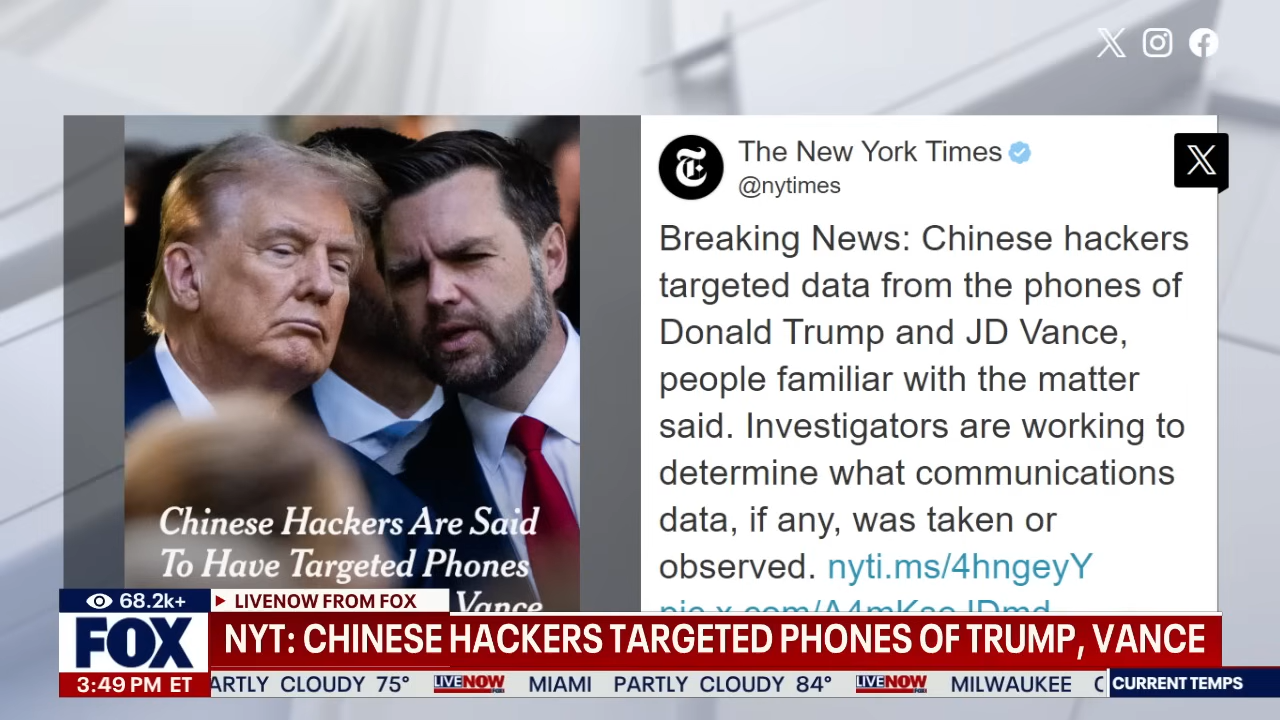 The New York Times
@nytimes
Breaking News: Chinese hackers
targeted data from the phones of
Donald Trump and JD Vance,
people familiar with the matter
said. Investigators are working to
determine what communications
data, if any, was taken or
observed. nyti.ms/4hngeyY
Chinese Hackers Are Said
To Have Targeted Phones
Vance
68.2k+
LIVENOW FROM FOX
FOX
NYT: CHINESE HACKERS TARGETED PHONES OF TRUMP, VANCE
3:49 PM ET
ARTLY CLOUDY 75° LIVENOW FOX MIAMI PARTLY CLOUDY 84° LIVENOW FOX MILWAUKEE C
CURRENT TEMPS